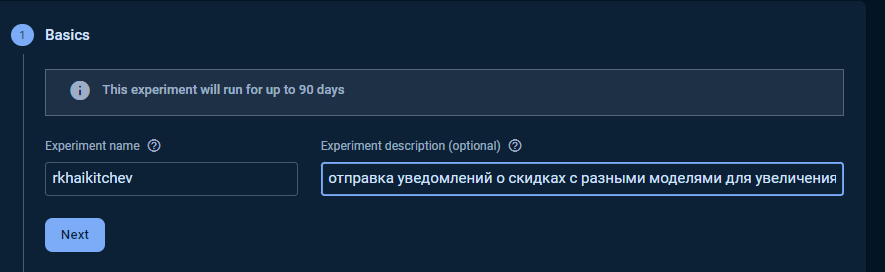 1 Basics
This experiment will run for up to 90 days
Experiment name
Experiment description (optional)
rkhaikitchev
отправка уведомлений о скидках с разными моделями для увеличения
Next